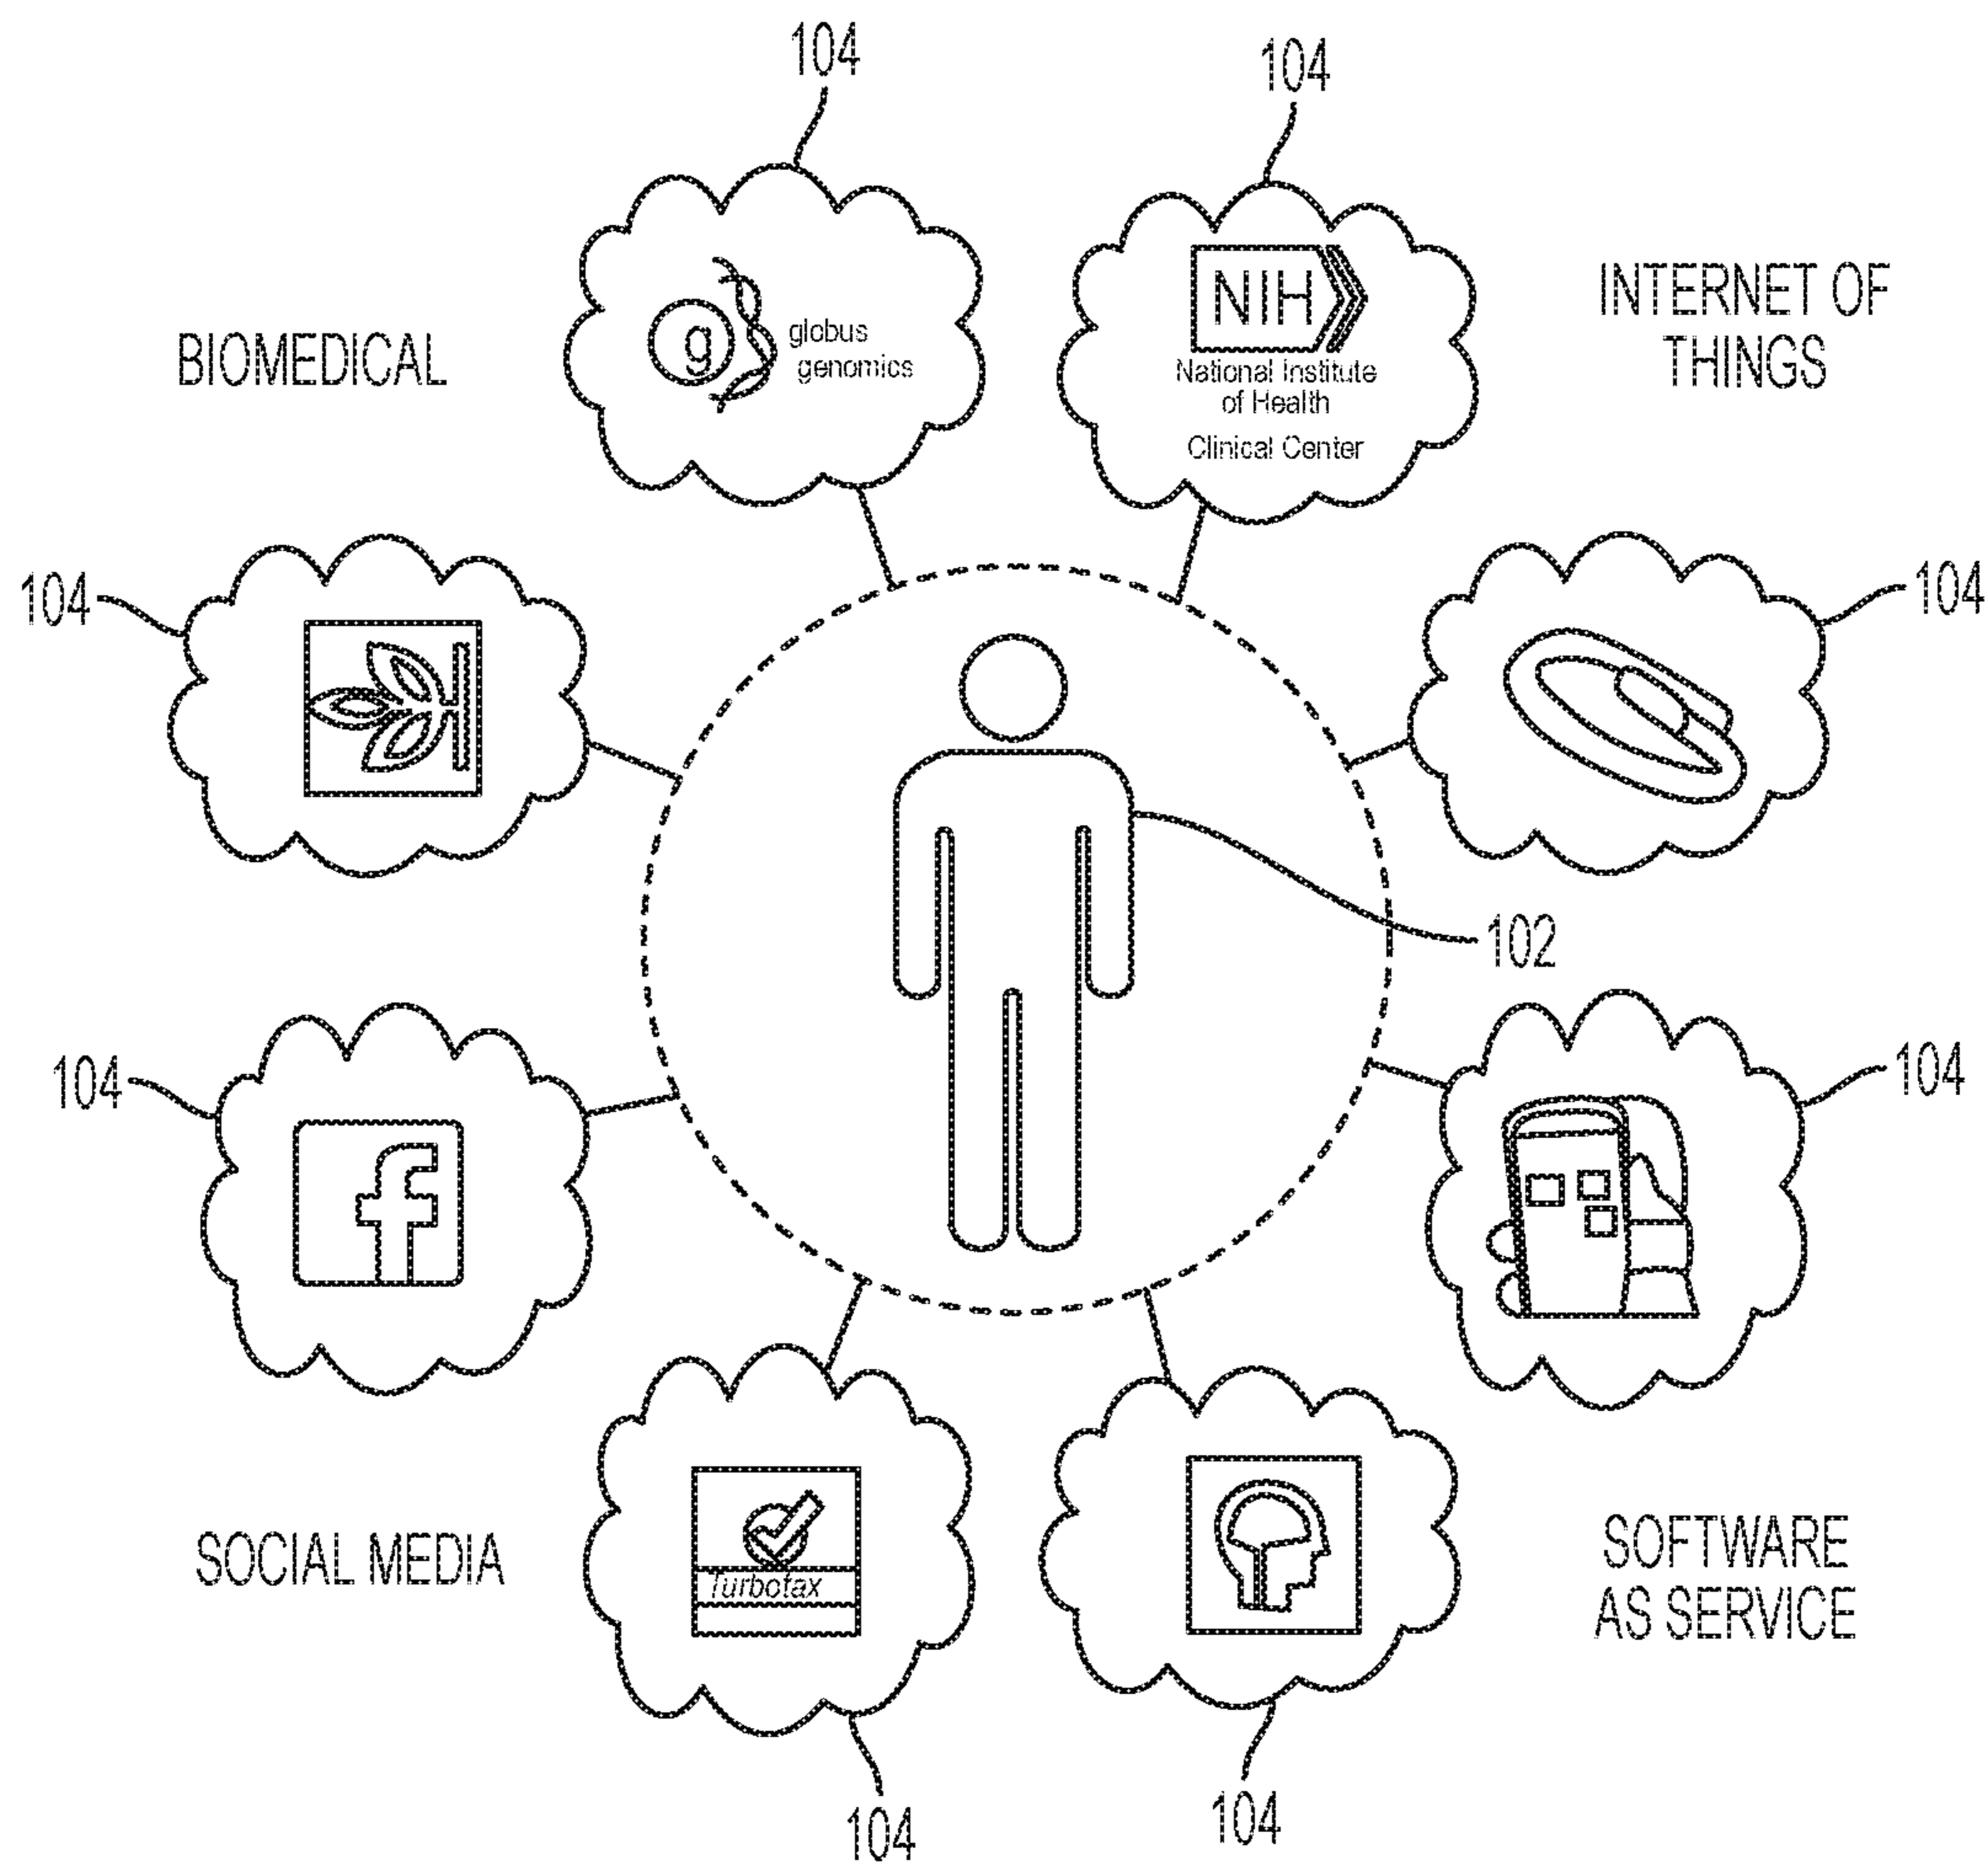 104
104
INTERNET OF
THINGS
BIOMEDICAL
g
globus
genomics
NIH
National Institute
of Health
Clinical Center
104
104
102
104
104
f
SOCIAL MEDIA
Turbotax
SOFTWARE
AS SERVICE
104
104